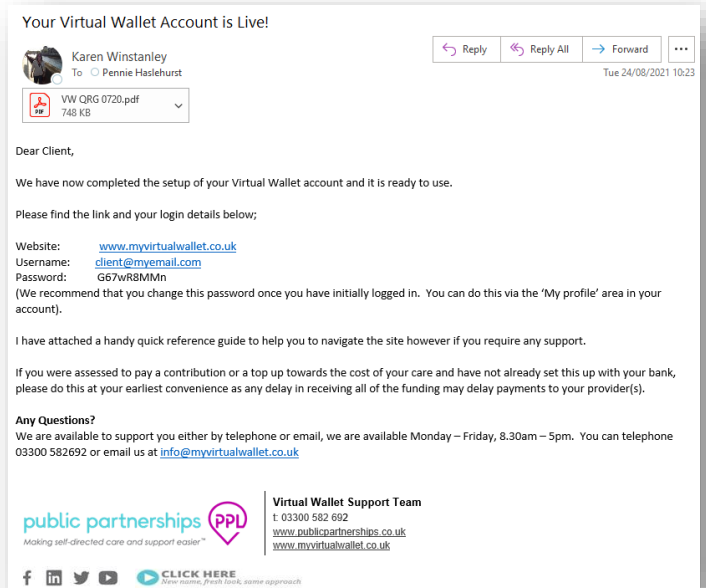 Your Virtual Wallet Account is Live!
Karen Winstanley
To Pennie Haslehurst
Reply
Reply All
Forward
Tue 24/08/2021 10:23
PDF
VW QRG 0720.pdf
748 KB
Dear Client,
We have now completed the setup of your Virtual Wallet account and it is ready to use.
Please find the link and your login details below;
Website: www.myvirtualwallet.co.uk
Username: client@myemail.com
Password: G67wR8MMn
(We recommend that you change this password once you have initially logged in. You can do this via the ‘My profile’ area in your
account).
I have attached a handy quick reference guide to help you to navigate the site however if you require any support.
If you were assessed to pay a contribution or a top up towards the cost of your care and have not already set this up with your bank,
please do this at your earliest convenience as any delay in receiving all of the funding may delay payments to your provider(s).
Any Questions?
We are available to support you either by telephone or email, we are available Monday – Friday, 8.30am – 5pm. You can telephone
03300 582692 or email us at info@myvirtualwallet.co.uk
public partnerships PPL
Making self-directed care and support easier™
Virtual Wallet Support Team
t: 03300 582 692
www.publicpartnerships.co.uk
www.myvirtualwallet.co.uk
CLICK HERE
New name, fresh look, same approach